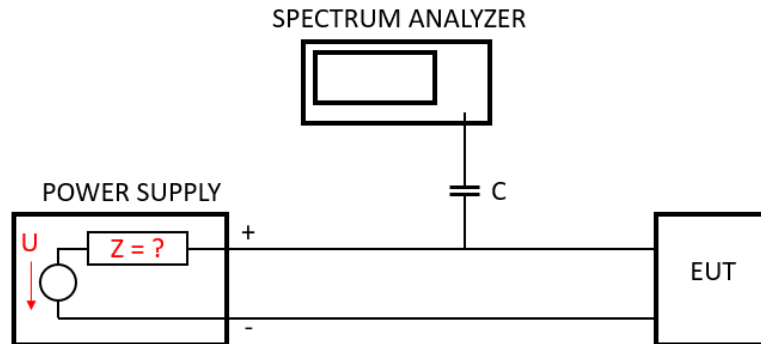 SPECTRUM ANALYZER
C
POWER SUPPLY
U
Z = ?
+
-
EUT